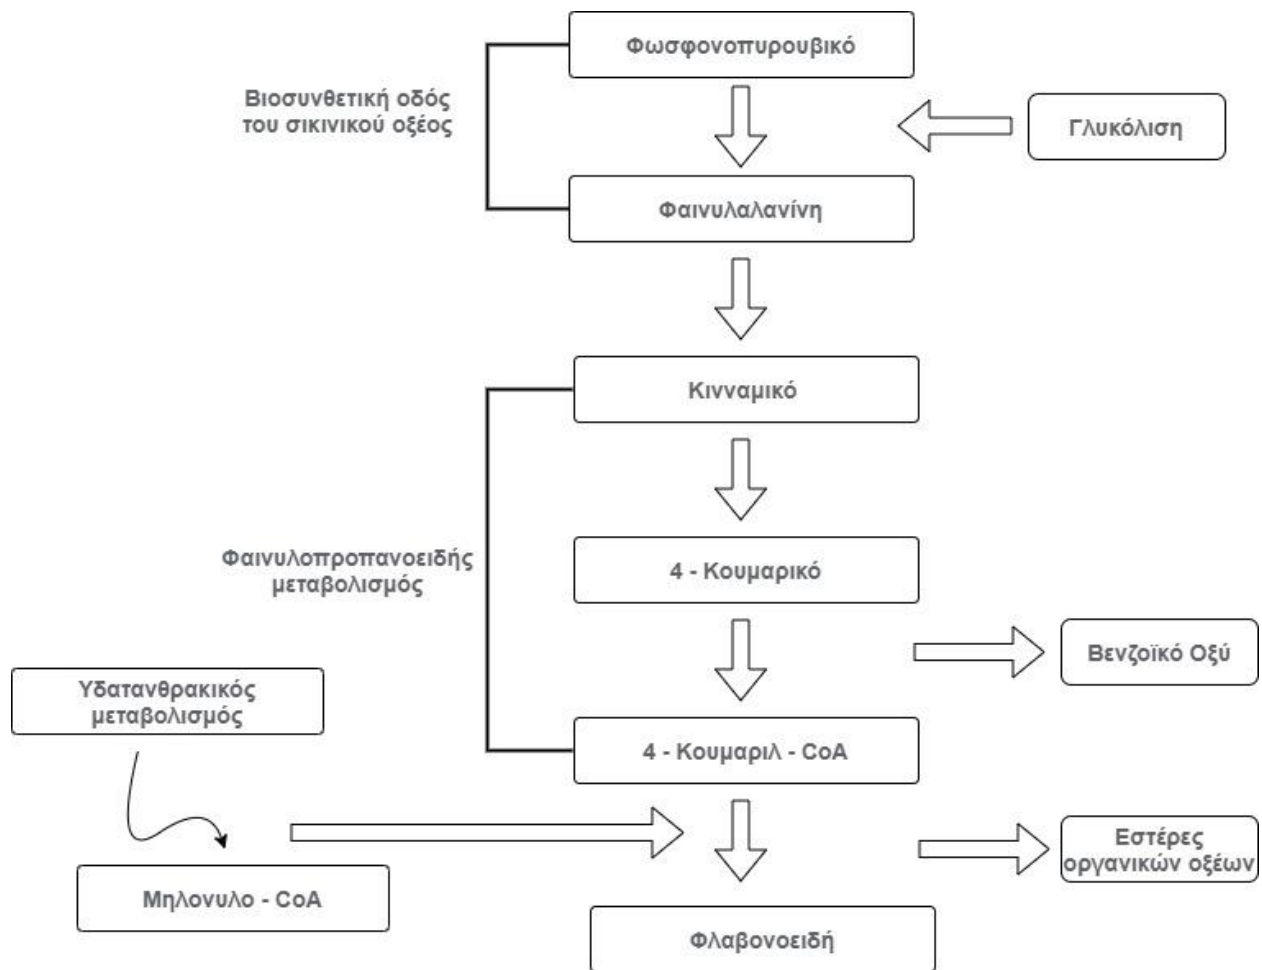 Φωσφονοπυρουβικό
Βιοσυνθετική οδός
του σικινικού οξέος
Γλυκόλιση
Φαινυλαλανίνη
Κινναμικό
Φαινυλοπροπανοειδής
μεταβολισμός
4 - Κουμαρικό
Βενζοϊκό Οξύ
Υδατανθρακικός
μεταβολισμός
4 - Κουμαριλ - CoA
Εστέρες
οργανικών οξέων
Μηλονυλο - CoA
Φλαβονοειδή